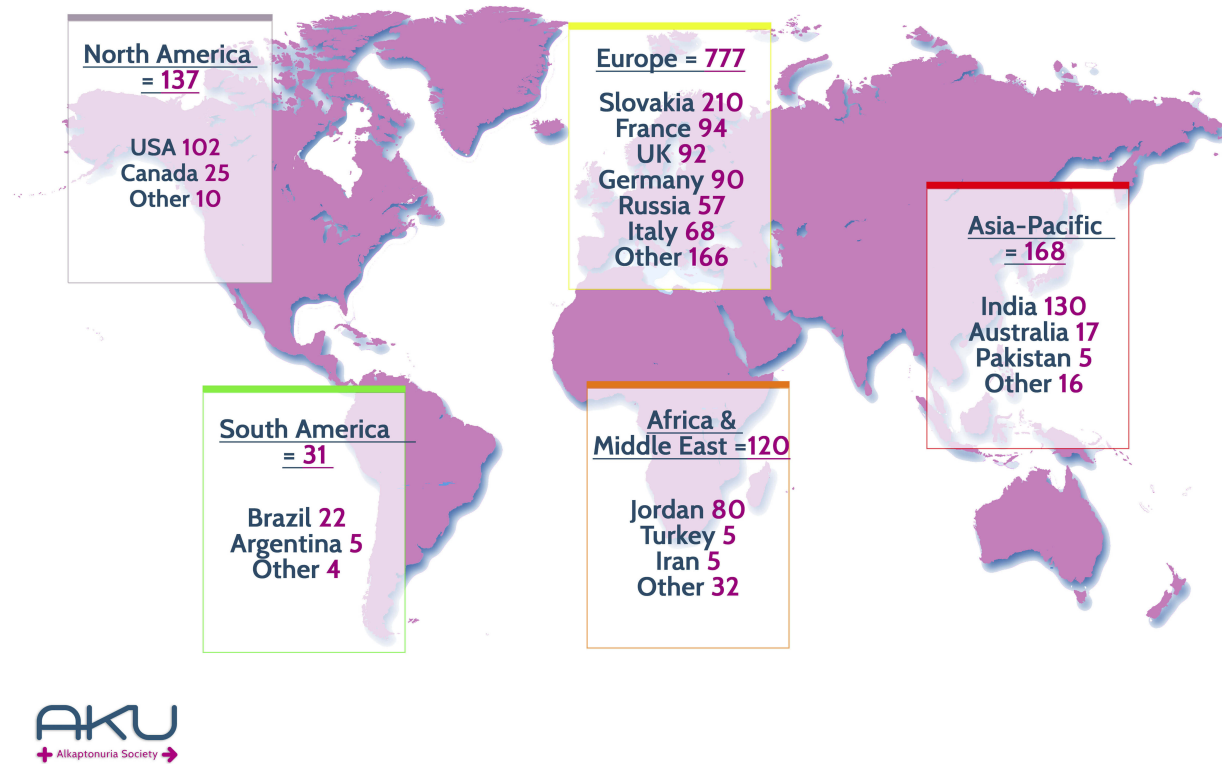 North America
= 137
USA 102
Canada 25
Other 10
Europe = 777
Slovakia 210
France 94
UK 92
Germany 90
Russia 57
Italy 68
Other 166
Asia-Pacific
= 168
India 130
Australia 17
Pakistan 5
Other 16
South America
= 31
Brazil 22
Argentina 5
Other 4
Africa &
Middle East =120
Jordan 80
Turkey 5
Iran 5
Other 32
AKU
Alkaptonuria Society